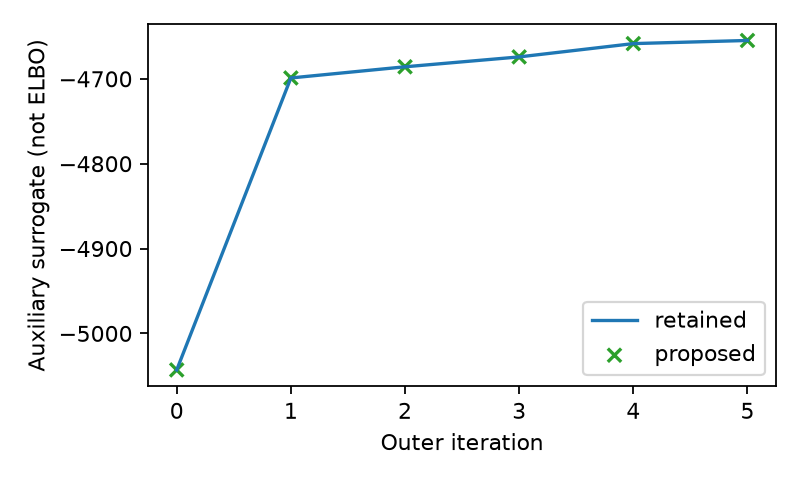 Auxiliary surrogate (not ELBO)
−4700
−4800
−4900
−5000
retained
proposed
0 1 2 3 4 5
Outer iteration